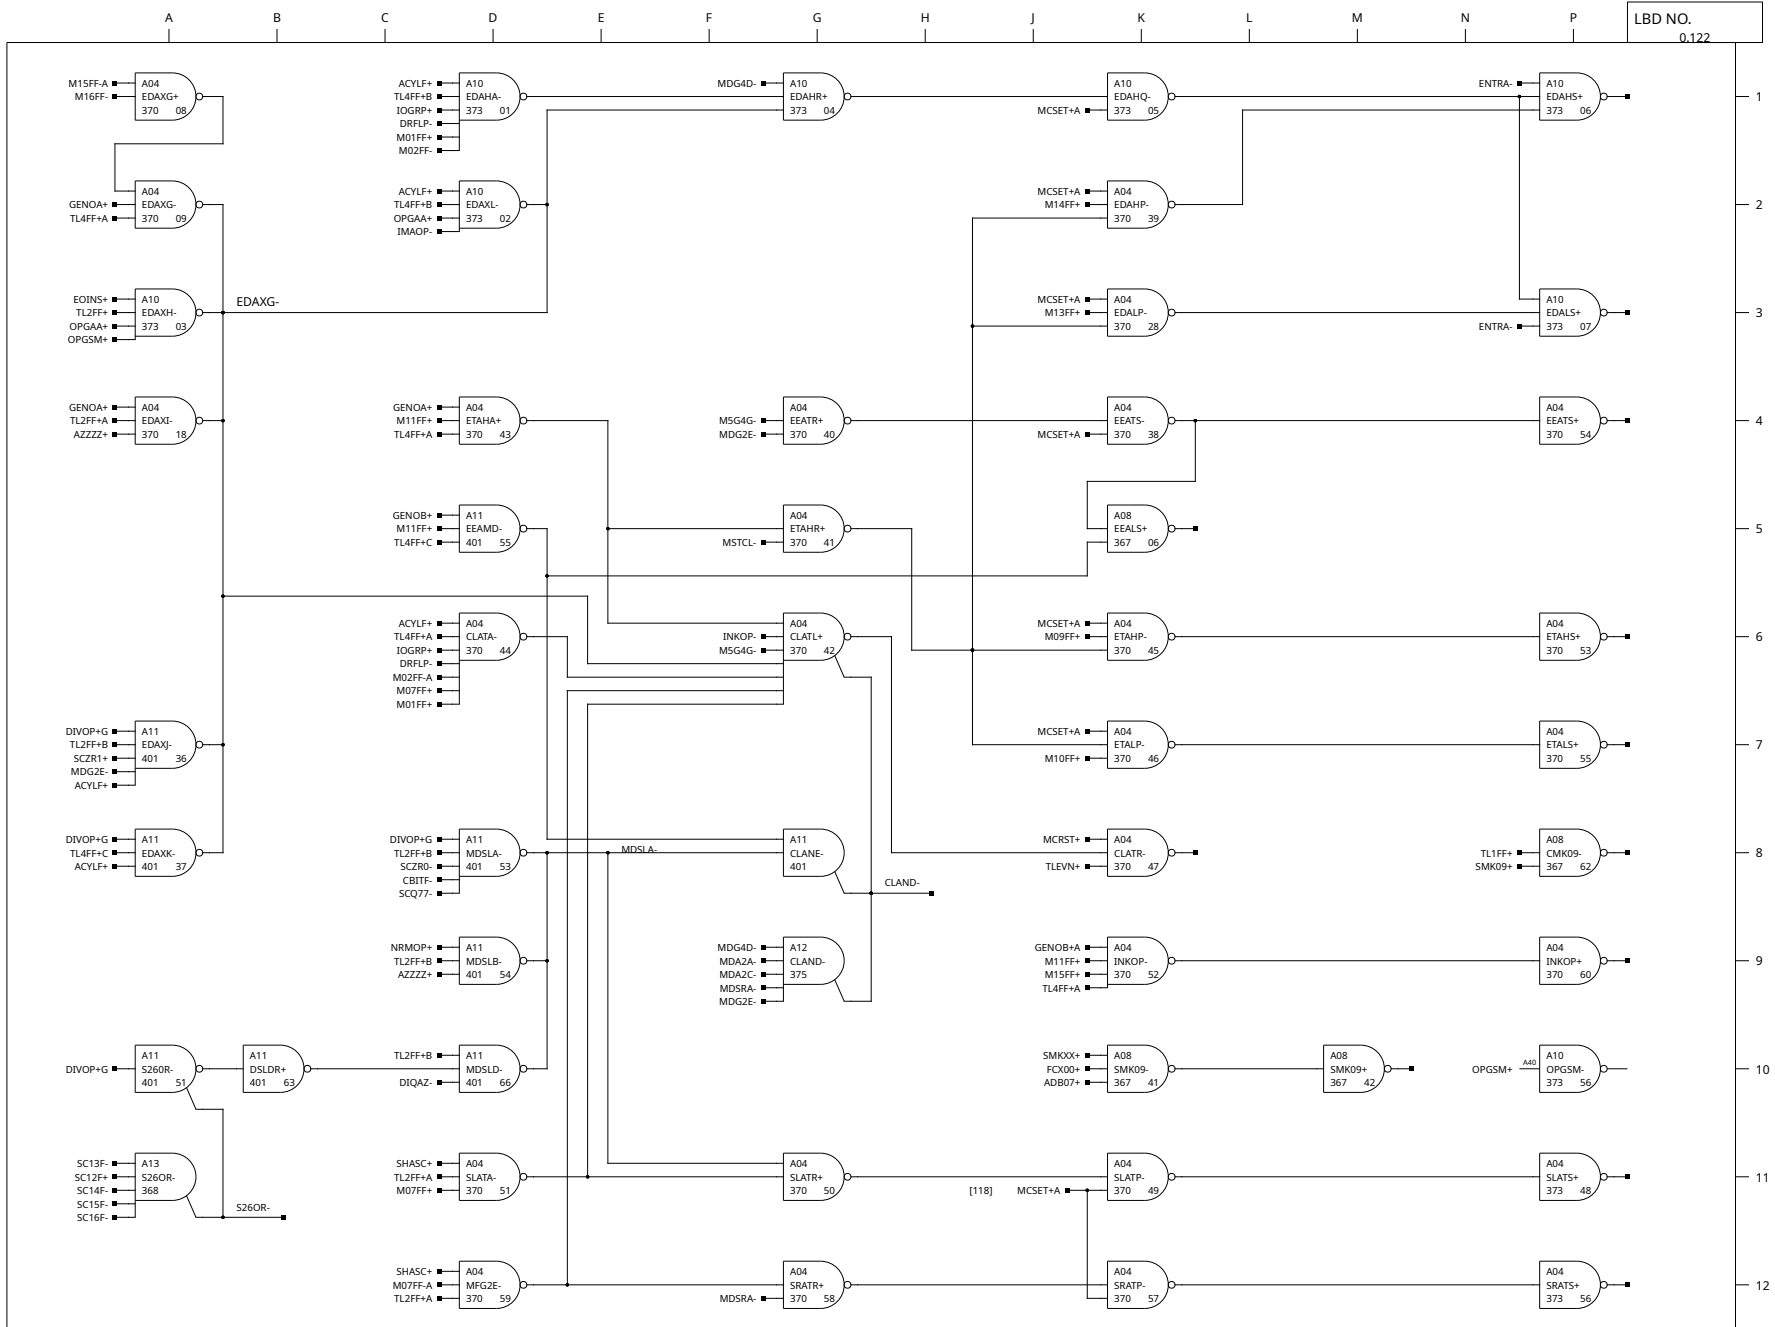 A B C D E F G H J K L M N P
LBD NO.
0.122
M15FF-A
M16FF-
A04
EDAXG+
370 08
ACYLF+
TL4FF+B
IOGRP+
DRFLP-
M01FF+
M02FF-
A10
EDAHA-
373 01
MDG4D-
A10
EDAHR+
373 04
MCSET+A
A10
EDAHQ-
373 05
ENTRA-
A10
EDAHS+
373 06
1
GENOA+
TL4FF+A
A04
EDAXG-
370 09
ACYLF+
TL4FF+B
OPGAA+
IMAOP-
A10
EDAXL-
373 02
MCSET+A
M14FF+
A04
EDAHP-
370 39
2
EOINS+
TL2FF+
OPGAA+
OPGSM+
A10
EDAXH-
373 03
EDAXG-
MCSET+A
M13FF+
A04
EDALP-
370 28
ENTRA-
A10
EDALS+
373 07
3
GENOA+
TL2FF+A
AZZZZ+
A04
EDAXI-
370 18
GENOA+
M11FF+
TL4FF+A
A04
ETAHA+
370 43
M5G4G-
MDG2E-
A04
EEATR+
370 40
MCSET+A
A04
EEATS-
370 38
A04
EEATS+
370 54
4
GENOB+
M11FF+
TL4FF+C
A11
EEAMD-
401 55
MSTCL-
A04
ETAHR+
370 41
A08
EEALS+
367 06
5
ACYLF+
TL4FF+A
IOGRP+
DRFLP-
M02FF-A
M07FF+
M01FF+
A04
CLATA-
370 44
INKOP-
M5G4G-
A04
CLATL+
370 42
MCSET+A
M09FF+
A04
ETAHP-
370 45
A04
ETAHS+
370 53
6
DIVOP+G
TL2FF+B
SCZR1+
MDG2E-
ACYLF+
A11
EDAXJ-
401 36
MCSET+A
M10FF+
A04
ETALP-
370 46
A04
ETALS+
370 55
7
DIVOP+G
TL4FF+C
ACYLF+
A11
EDAXK-
401 37
DIVOP+G
TL2FF+B
SCZR0-
CBITF-
SCQ77-
A11
MDSLA-
401 53
MDSLA-
A11
CLANE-
401
CLAND-
MCRST+
TLEVN+
A04
CLATR-
370 47
TL1FF+
SMK09+
A08
CMK09-
367 62
8
NRMOP+
TL2FF+B
AZZZZ+
A11
MDSLB-
401 54
MDG4D-
MDA2A-
MDA2C-
MDSRA-
MDG2E-
A12
CLAND-
375
GENOB+A
M11FF+
M15FF+
TL4FF+A
A04
INKOP-
370 52
A04
INKOP+
370 60
9
DIVOP+G
A11
S260R-
401 51
A11
DSLDR+
401 63
TL2FF+B
DIQAZ-
A11
MDSLD-
401 66
SMKXX+
FCX00+
ADB07+
A08
SMK09-
367 41
A08
SMK09+
367 42
OPGSM+
A40
A10
OPGSM-
373 56
10
SC13F-
SC12F+
SC14F-
SC15F-
SC16F-
A13
S26OR-
368
S26OR-
SHASC+
TL2FF+A
M07FF+
A04
SLATA-
370 51
A04
SLATR+
370 50
[118] MCSET+A
A04
SLATP-
370 49
A04
SLATS+
373 48
11
SHASC+
M07FF-A
TL2FF+A
A04
MFG2E-
370 59
MDSRA-
A04
SRATR+
370 58
A04
SRATP-
370 57
A04
SRATS+
373 56
12